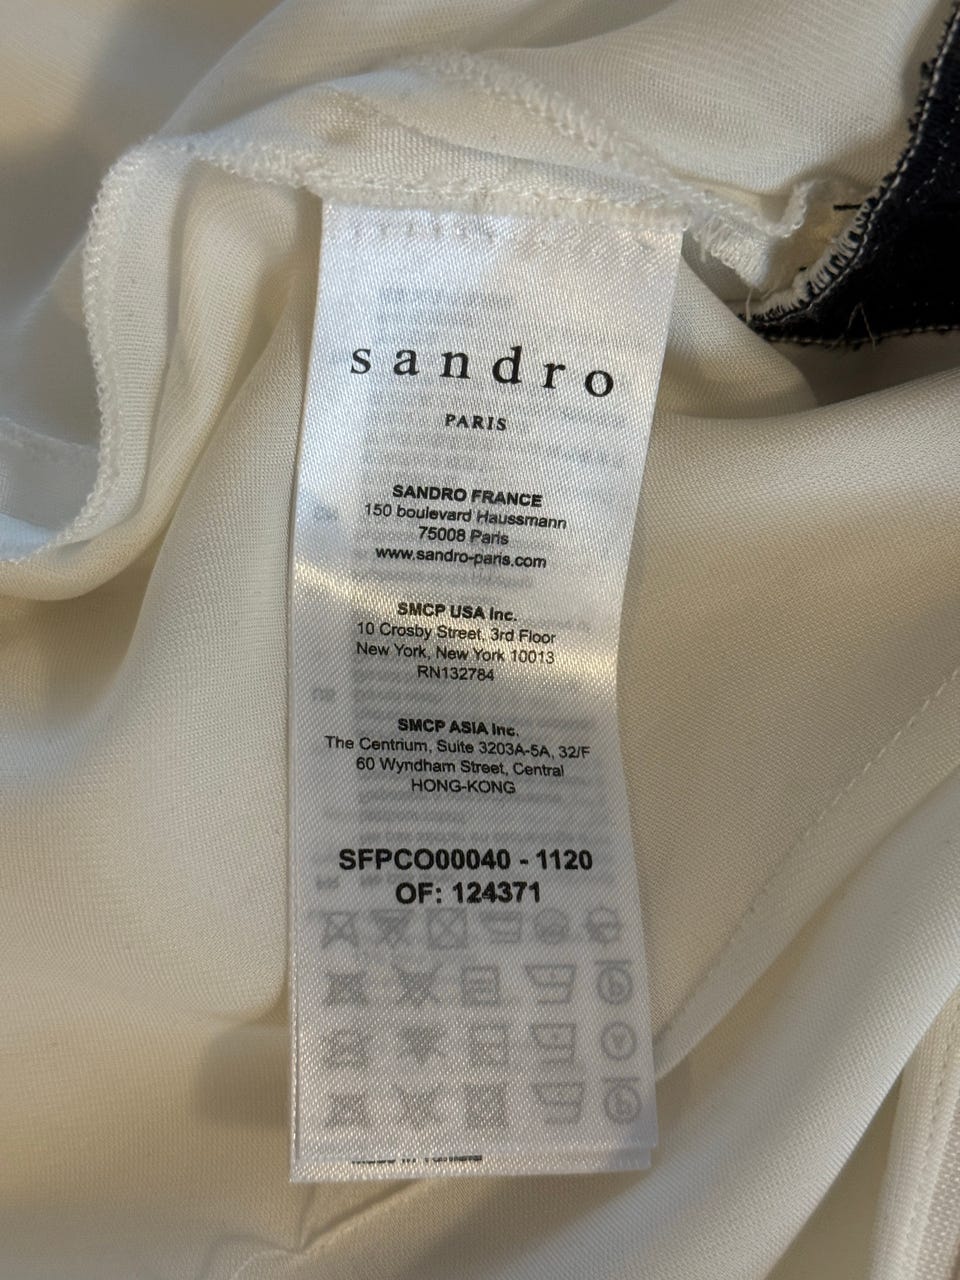 sandro
PARIS
SANDRO FRANCE
150 boulevard Haussmann
75008 Paris
www.sandro-paris.com
SMCP USA Inc.
10 Crosby Street, 3rd Floor
New York, New York 10013
RN132784
SMCP ASIA Inc.
The Centrium, Suite 3203A-5A, 32/F
60 Wyndham Street, Central
HONG-KONG
SFPCO00040 - 1120
OF: 124371